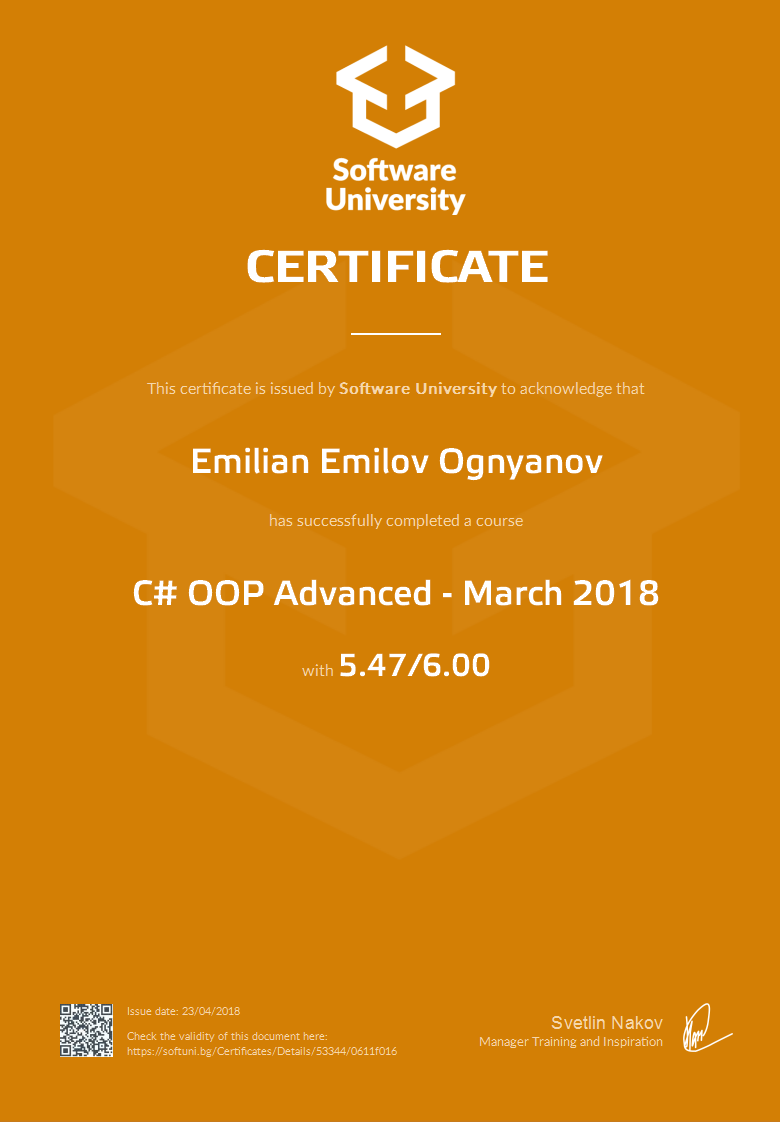 Software
University
CERTIFICATE
This certificate is issued by Software University to acknowledge that
Emilian Emilov Ognyanov
has successfully completed a course
C# OOP Advanced - March 2018
with 5.47/6.00
Issue date: 23/04/2018
Check the validity of this document here:
https://softuni.bg/Certificates/Details/53344/0611f016
Svetlin Nakov
Manager Training and Inspiration